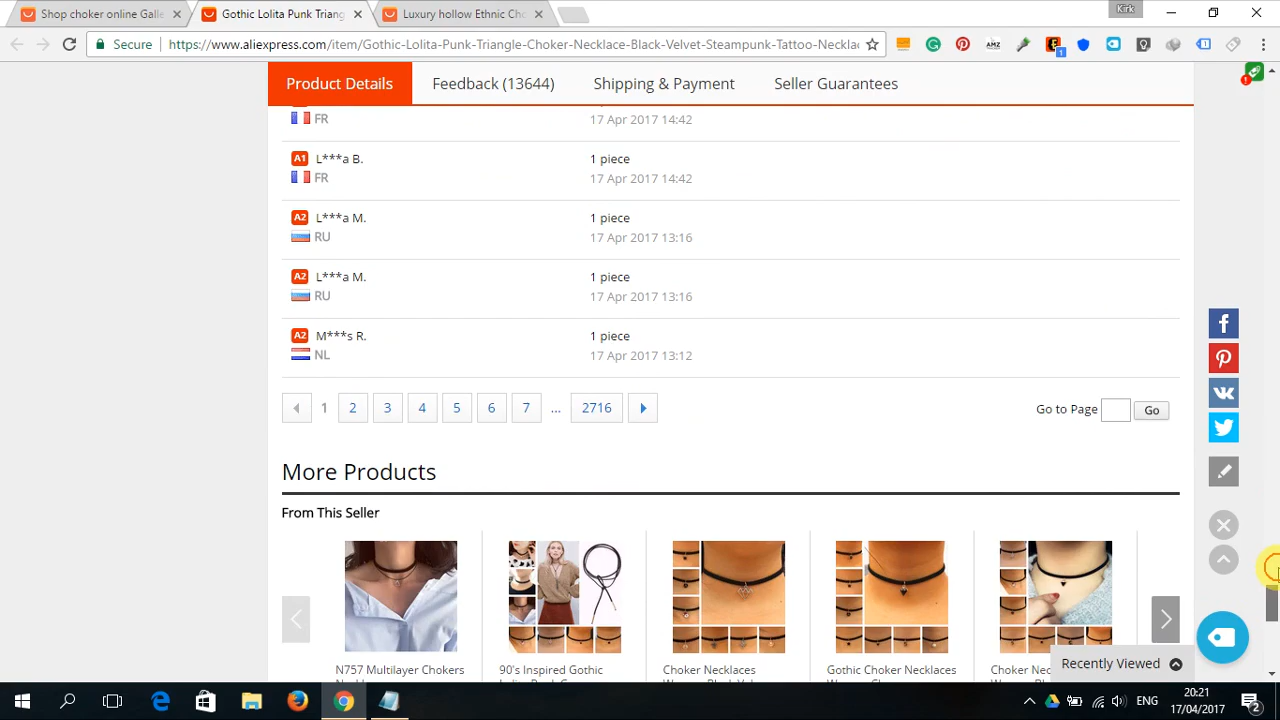 Shop choker online Galle
Gothic Lolita Punk Triang
Luxury hollow Ethnic Cho
Kirk
Secure
https://www.aliexpress.com/item/Gothic-Lolita-Punk-Triangle-Choker-Necklace-Black-Velvet-Steampunk-Tattoo-Neckla
AMZ
1
Product Details
Feedback (13644)
Shipping & Payment
Seller Guarantees
1
FR
17 Apr 2017 14:42
A1 L***a B.
1 piece
FR
17 Apr 2017 14:42
A2 L***a M.
1 piece
RU
17 Apr 2017 13:16
A2 L***a M.
1 piece
RU
17 Apr 2017 13:16
A2 M***s R.
1 piece
NL
17 Apr 2017 13:12
1 2 3 4 5 6 7 ... 2716
Go to Page
Go
More Products
From This Seller
N757 Multilayer Chokers
90's Inspired Gothic
Choker Necklaces
Gothic Choker Necklaces
Recently Viewed
ENG
20:21
17/04/2017
2